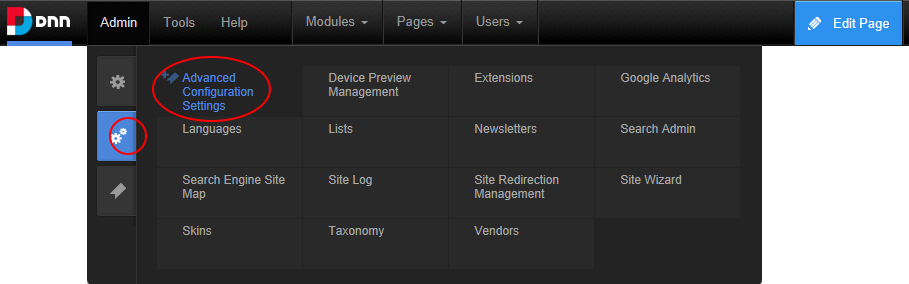 DNN Admin Tools Help Modules Pages Users Edit Page
Advanced Configuration Settings
Device Preview Management
Extensions
Google Analytics
Languages
Lists
Newsletters
Search Admin
Search Engine Site Map
Site Log
Site Redirection Management
Site Wizard
Skins
Taxonomy
Vendors